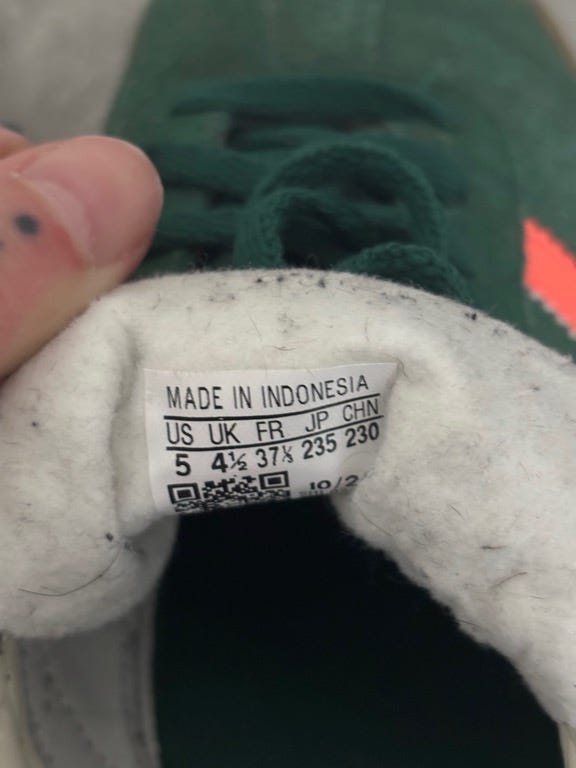 MADE IN INDONESIA
US UK FR JP CHN
5 4½ 37⅓ 235 230